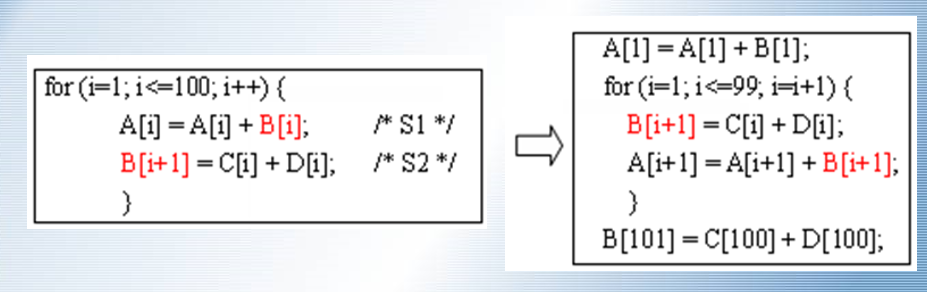 for (i=1; i<=100; i++) {
A[i] = A[i] + B[i]; /* S1 */
B[i+1] = C[i] + D[i]; /* S2 */
}
A[1] = A[1] + B[1];
for (i=1; i<=99; i=i+1) {
B[i+1] = C[i] + D[i];
A[i+1] = A[i+1] + B[i+1];
}
B[101] = C[100] + D[100];